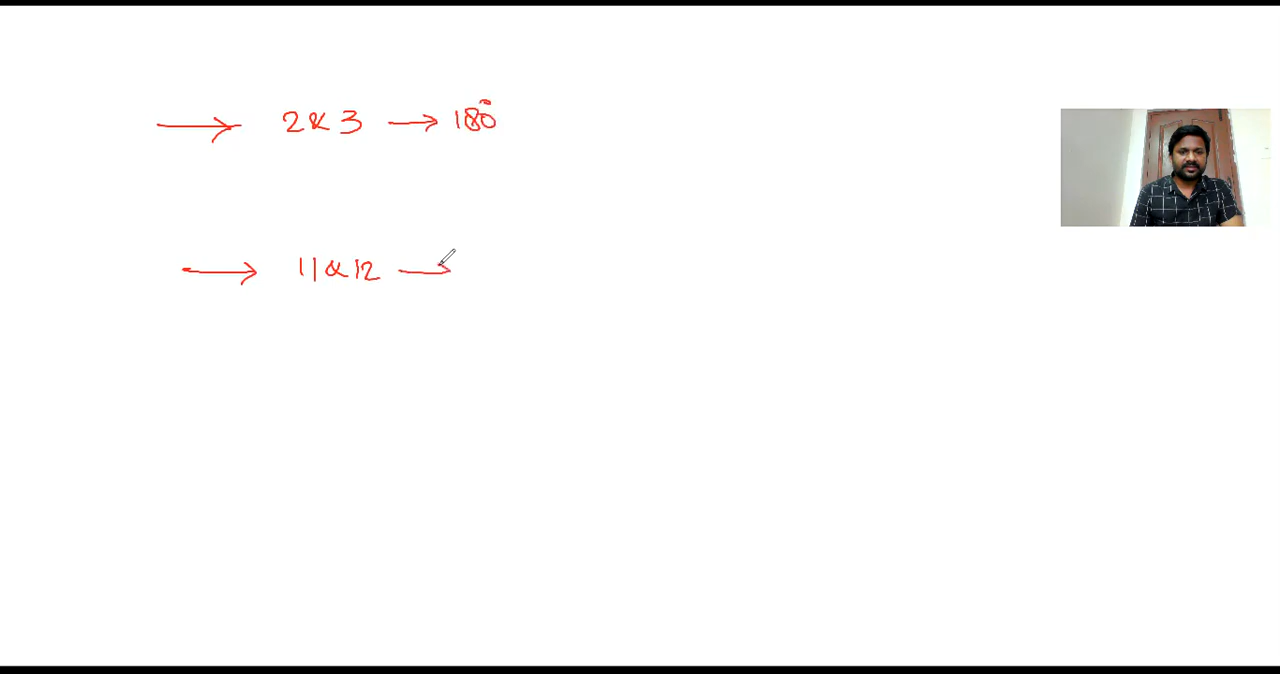 → 2 & 3 → 180°
→ 11 & 12 →